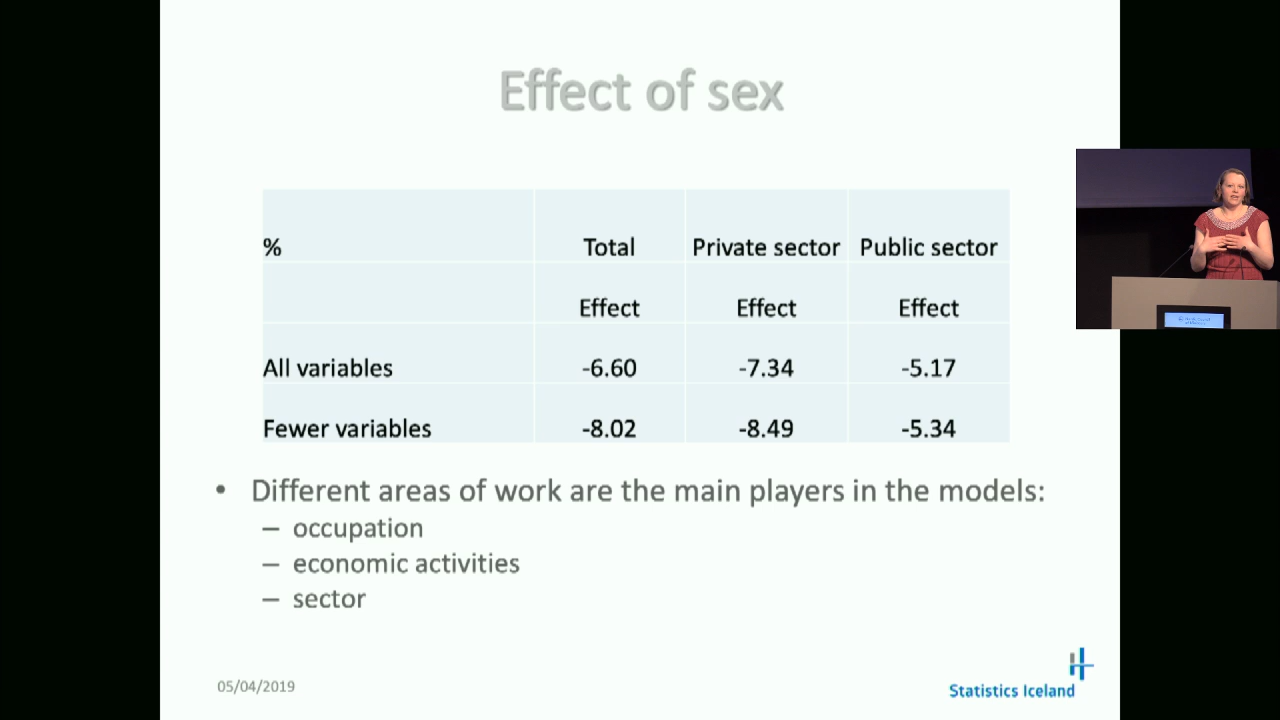 Effect of sex
% Total Private sector Public sector
Effect Effect Effect
All variables -6.60 -7.34 -5.17
Fewer variables -8.02 -8.49 -5.34
• Different areas of work are the main players in the models:
– occupation
– economic activities
– sector
05/04/2019
Statistics Iceland